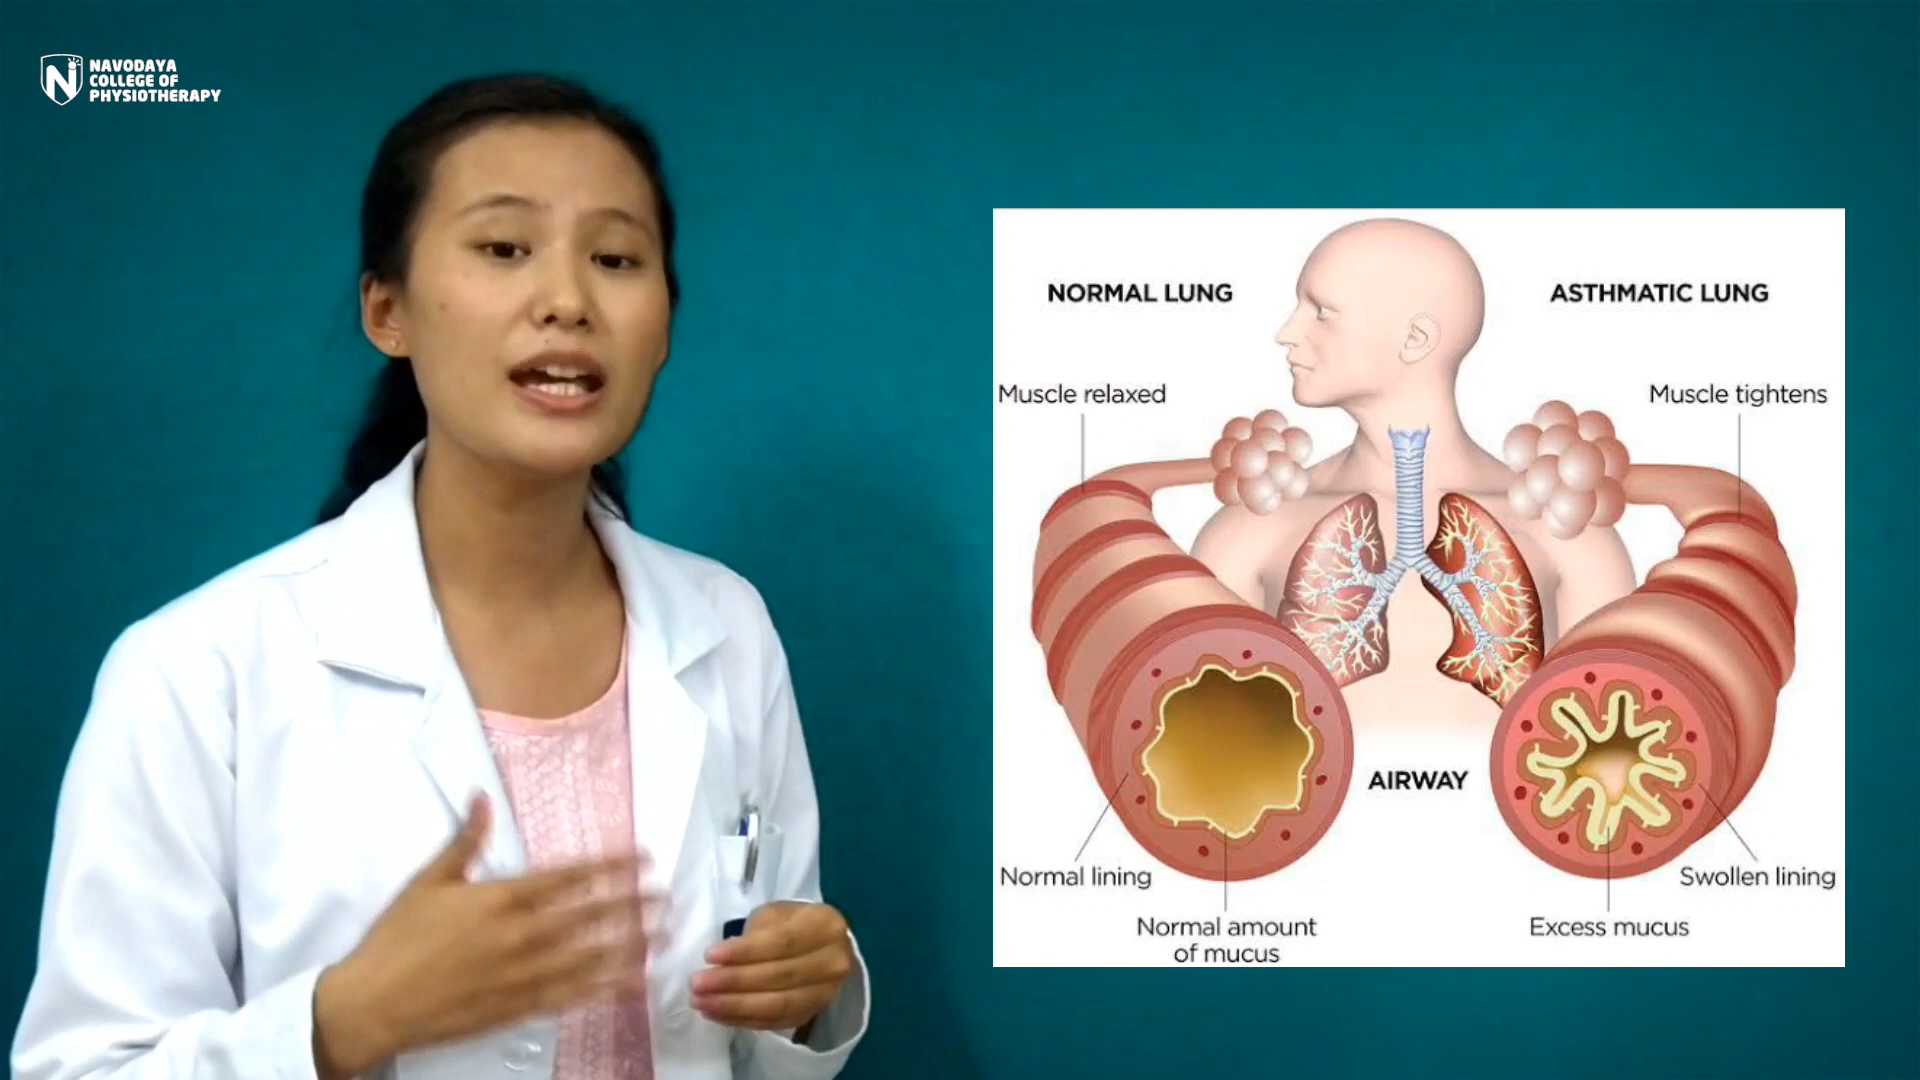 NAVODAYA
COLLEGE OF
PHYSIOTHERAPY
NORMAL LUNG
ASTHMATIC LUNG
Muscle relaxed
Muscle tightens
AIRWAY
Normal lining
Swollen lining
Normal amount
of mucus
Excess mucus